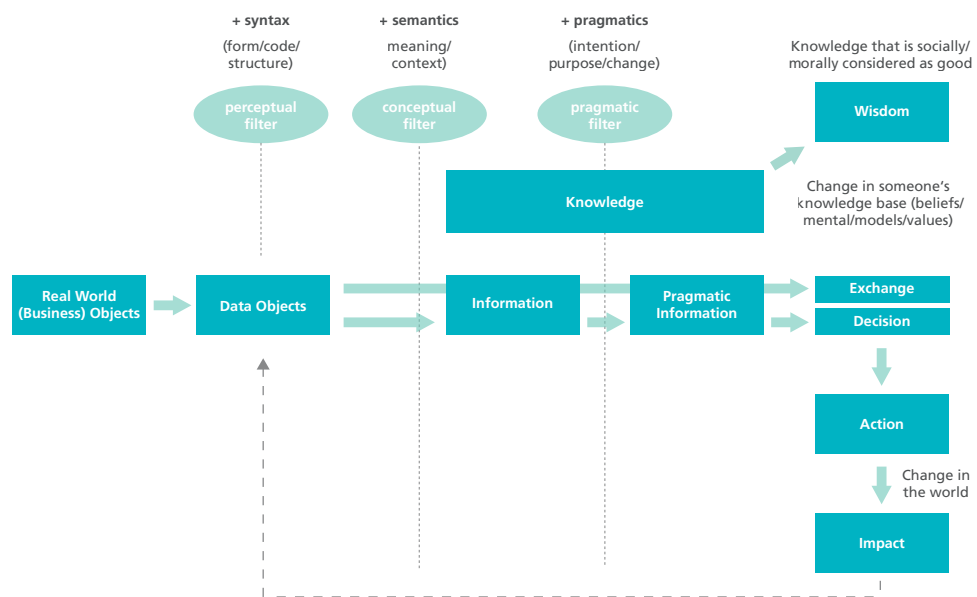 + syntax
(form/code/
structure)
perceptual
filter
+ semantics
meaning/
context)
conceptual
filter
+ pragmatics
(intention/
purpose/change)
pragmatic
filter
Knowledge that is socially/
morally considered as good
Wisdom
Knowledge
Change in someone's
knowledge base (beliefs/
mental/models/values)
Real World
(Business) Objects
Data Objects
Information
Pragmatic
Information
Exchange
Decision
Action
Change in
the world
Impact